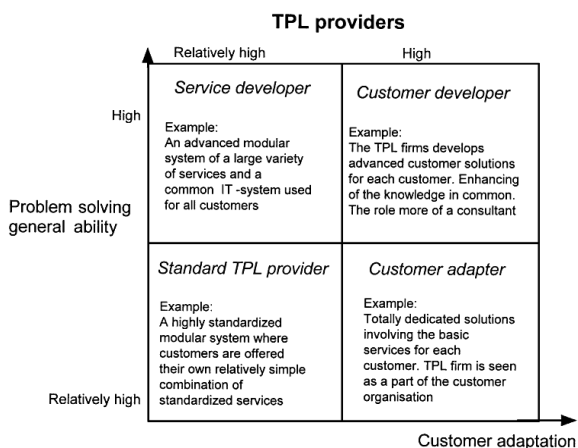 TPL providers
Relatively high
High
High
Service developer
Example:
An advanced modular
system of a large variety
of services and a
common IT -system used
for all customers
Customer developer
Example:
The TPL firms develops
advanced customer solutions
for each customer. Enhancing
of the knowledge in common.
The role more of a consultant
Problem solving
general ability
Standard TPL provider
Example:
A highly standardized
modular system where
customers are offered
their own relatively simple
combination of
standardized services
Customer adapter
Example:
Totally dedicated solutions
involving the basic
services for each
customer. TPL firm is seen
as a part of the customer
organisation
Relatively high
Customer adaptation